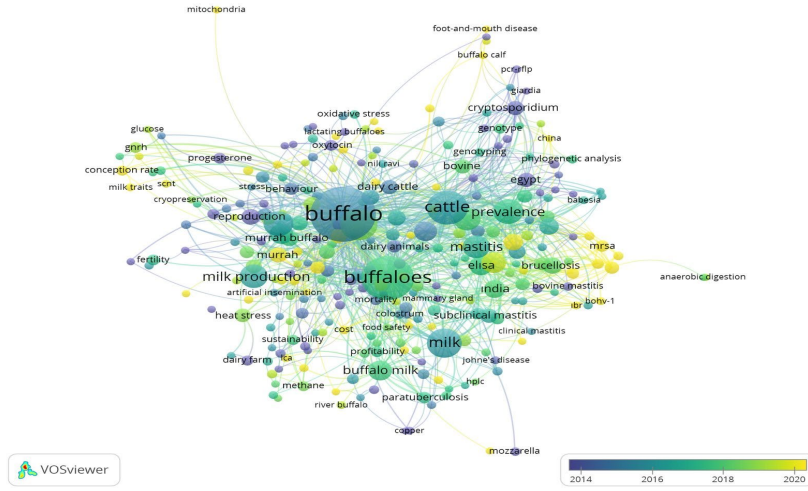 mitochondria
foot-and-mouth disease
buffalo calf
pcr-rflp
giardia
cryptosporidium
oxidative stress
glucose
lactating buffaloes
genotype
china
gnrh
oxytocin
genotyping
progesterone
nili ravi
bovine
phylogenetic analysis
conception rate
milk traits
scnt
stress
behaviour
dairy cattle
egypt
cryopreservation
babesia
buffalo
cattle
prevalence
reproduction
murrah buffalo
dairy animals
mastitis
mrsa
murrah
fertility
elisa
brucellosis
milk production
buffaloes
anaerobic digestion
artificial insemination
mortality
mammary gland
india
bovine mastitis
ibr
bohv-1
heat stress
colostrum
subclinical mastitis
cost
food safety
clinical mastitis
sustainability
milk
dairy farm
lca
profitability
johne's disease
methane
buffalo milk
hplc
river buffalo
paratuberculosis
copper
mozzarella
VOSviewer
2014
2016
2018
2020